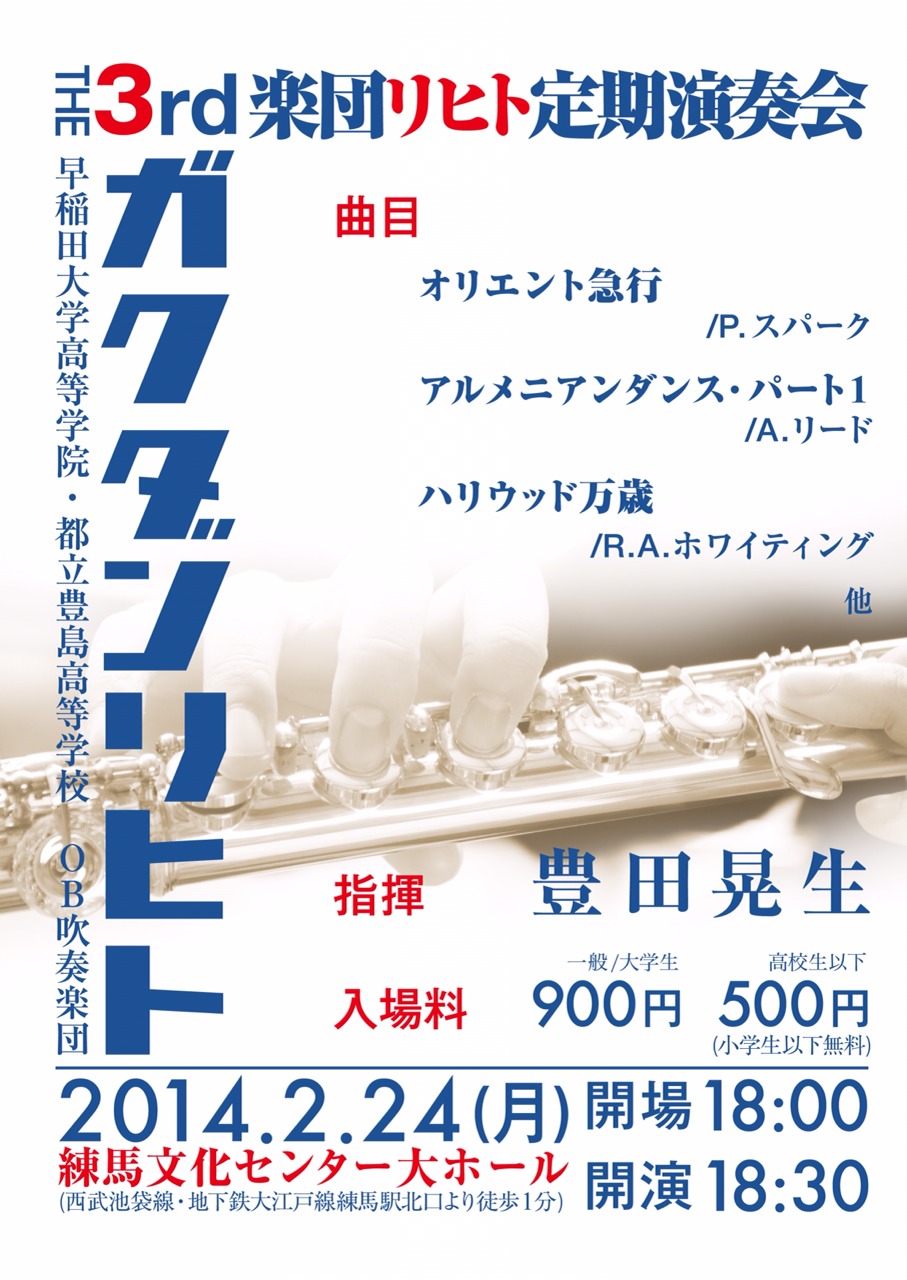 THE 3rd 楽団リヒト定期演奏会
早稲田大学高等学院・都立豊島高等学校 OB吹奏楽団
ガクダンリヒト
曲目
オリエント急行
/P.スパーク
アルメニアンダンス・パート1
/A.リード
ハリウッド万歳
/R.A.ホワイティング
他
指揮 豊田晃生
入場料
一般/大学生 高校生以下
900円 500円
(小学生以下無料)
2014.2.24(月) 開場18:00
練馬文化センター大ホール
(西武池袋線・地下鉄大江戸線練馬駅北口より徒歩1分)
開演18:30